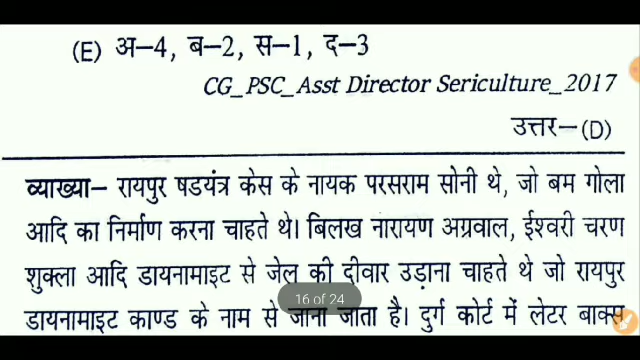 (E) अ–4, ब–2, स–1, द–3
CG_PSC_Asst Director Sericulture_2017
उत्तर–(D)
व्याख्या– रायपुर षडयंत्र केस के नायक परसराम सोनी थे, जो बम गोला
आदि का निर्माण करना चाहते थे। बिलख नारायण अग्रवाल, ईश्वरी चरण
शुक्ला आदि डायनामाइट से जेल की दीवार उड़ाना चाहते थे जो रायपुर
16 of 24
डायनामाइट काण्ड के नाम से जाना जाता है। दुर्ग कोर्ट में लेटर बाक्स